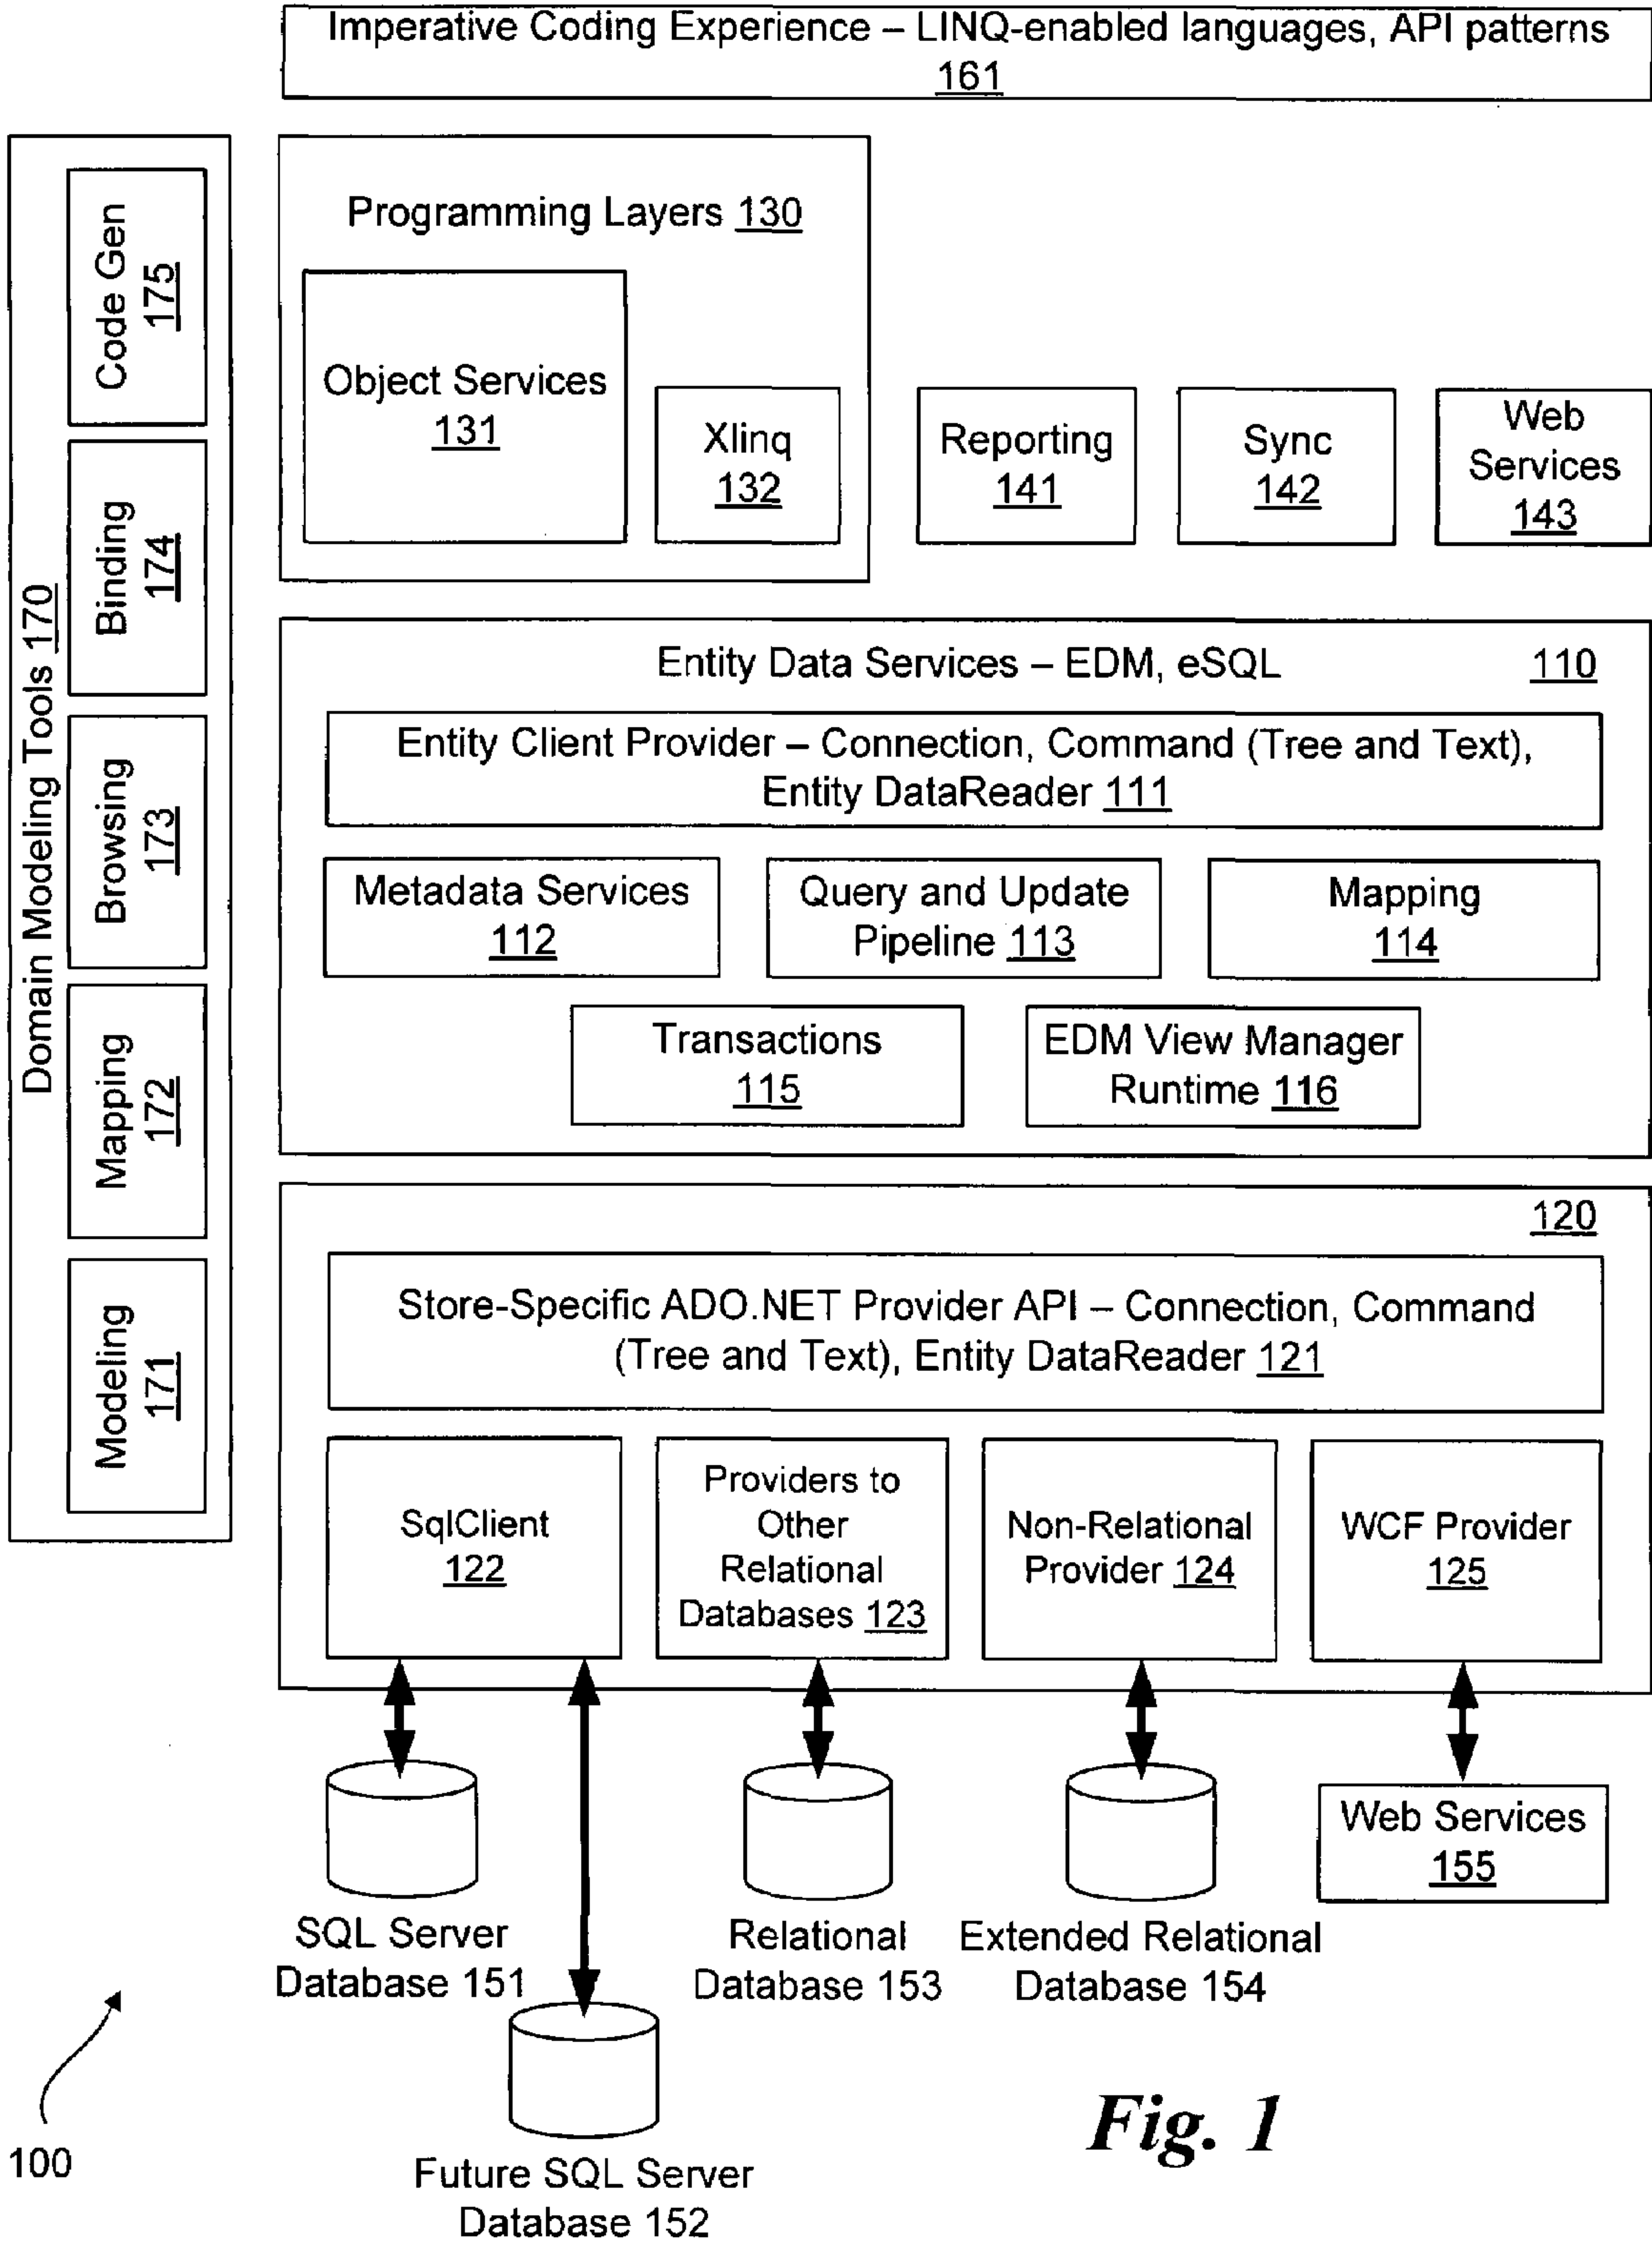 Imperative Coding Experience – LINQ-enabled languages, API patterns
161
Domain Modeling Tools 170
Code Gen
175
Binding
174
Browsing
173
Mapping
172
Modeling
171
Programming Layers 130
Object Services
131
Xlinq
132
Reporting
141
Sync
142
Web
Services
143
Entity Data Services – EDM, eSQL
110
Entity Client Provider – Connection, Command (Tree and Text),
Entity DataReader 111
Metadata Services
112
Query and Update
Pipeline 113
Mapping
114
Transactions
115
EDM View Manager
Runtime 116
120
Store-Specific ADO.NET Provider API – Connection, Command
(Tree and Text), Entity DataReader 121
SqlClient
122
Providers to
Other
Relational
Databases 123
Non-Relational
Provider 124
WCF Provider
125
SQL Server
Database 151
Relational
Database 153
Extended Relational
Database 154
Web Services
155
Future SQL Server
Database 152
100
Fig. 1